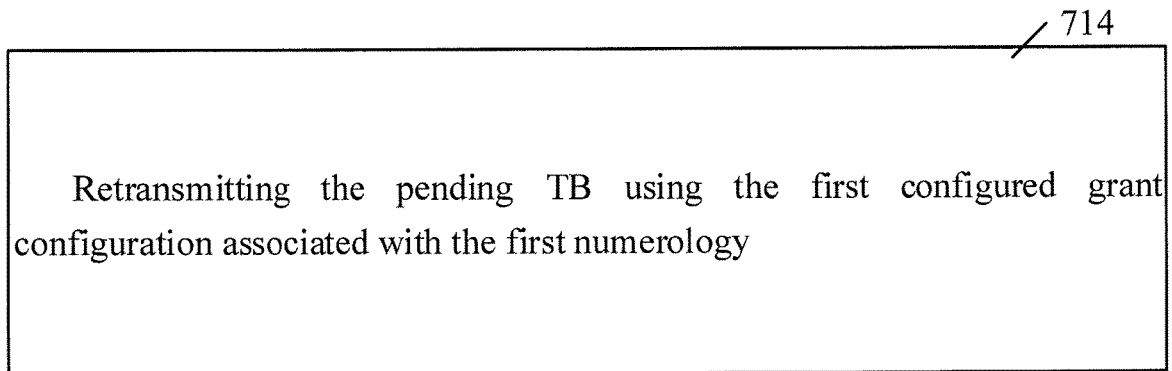 714
Retransmitting the pending TB using the first configured grant
configuration associated with the first numerology